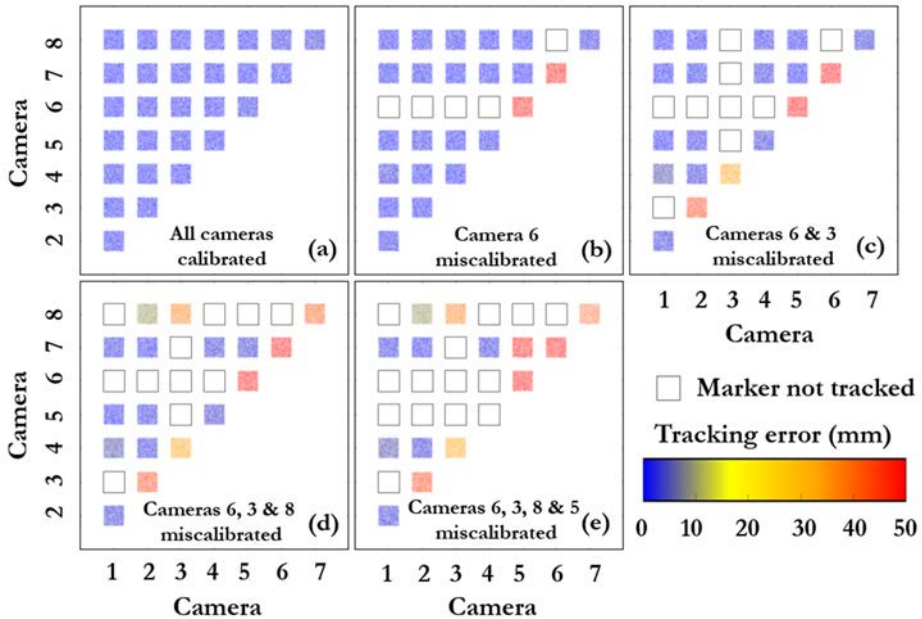 Camera
8
7
6
5
4
3
2
All cameras
calibrated
(a)
Camera 6
miscalibrated
(b)
Cameras 6 & 3
miscalibrated
(c)
1 2 3 4 5 6 7
Camera
Camera
8
7
6
5
4
3
2
Cameras 6, 3 & 8
miscalibrated
(d)
Cameras 6, 3, 8 & 5
miscalibrated
(e)
1 2 3 4 5 6 7
1 2 3 4 5 6 7
Camera
Camera
Marker not tracked
Tracking error (mm)
0 10 20 30 40 50